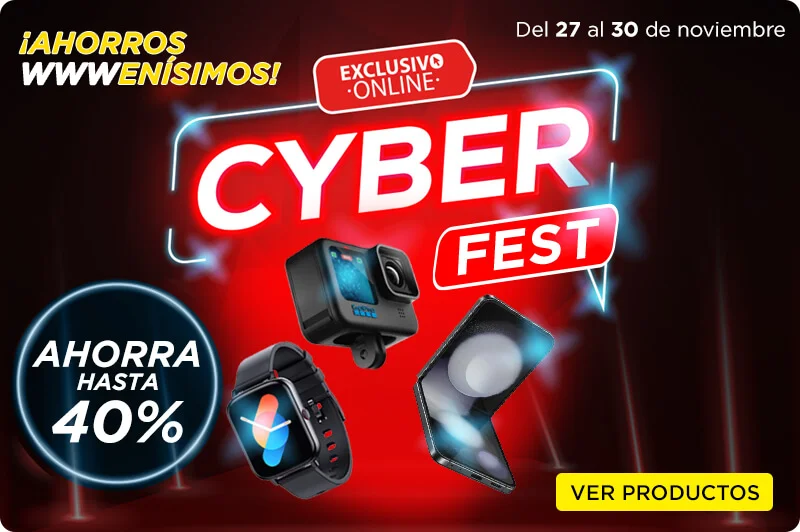 ¡AHORROS
WWWENÍSIMOS!
Del 27 al 30 de noviembre
EXCLUSIVO
·ONLINE·
CYBER
FEST
AHORRA
HASTA
40%
VER PRODUCTOS